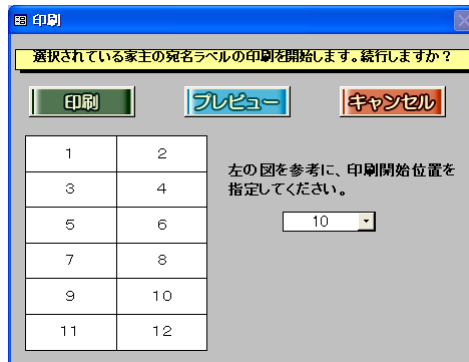 印刷
選択されている家主の宛名ラベルの印刷を開始します。続行しますか？
印刷 プレビュー キャンセル
1 2
3 4
5 6
7 8
9 10
11 12
左の図を参考に、印刷開始位置を
指定してください。
10